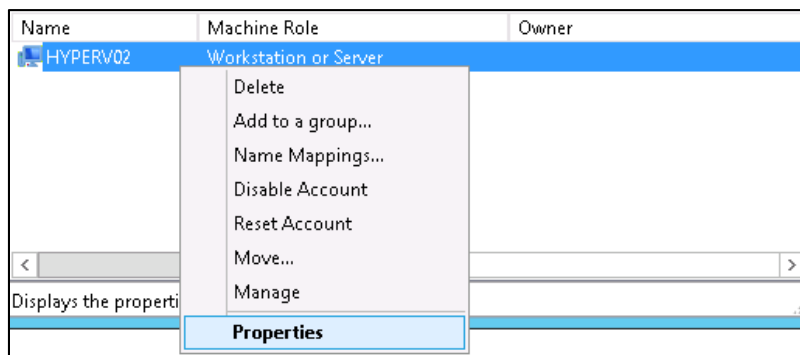 Name Machine Role Owner
HYPERV02 Workstation or Server
Delete
Add to a group...
Name Mappings...
Disable Account
Reset Account
Move...
Manage
Displays the properti
Properties